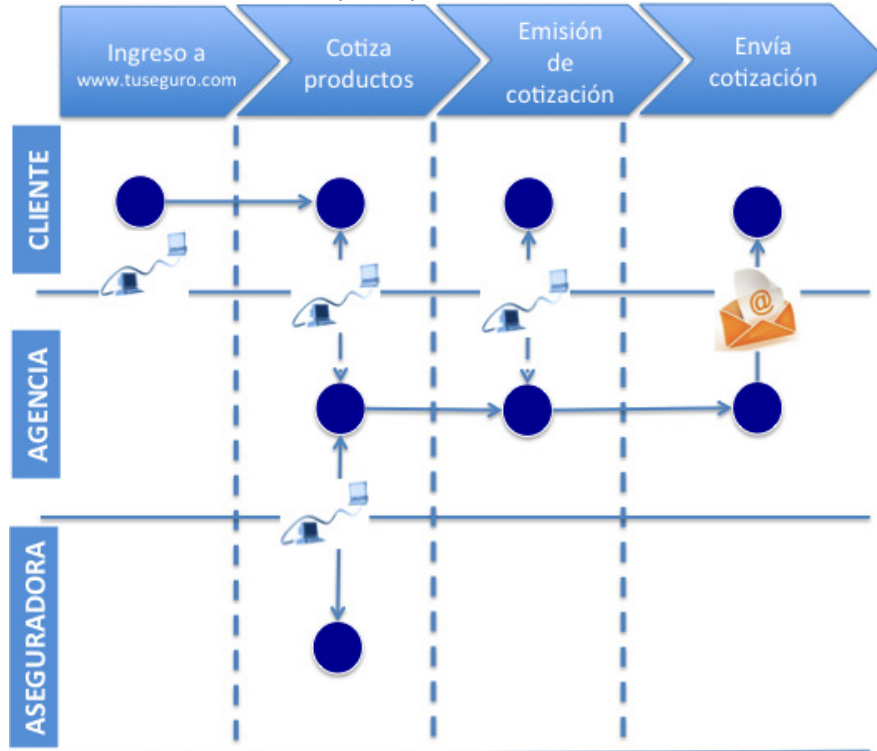 Ingreso a
www.tuseguro.com
Cotiza
productos
Emisión
de
cotización
Envía
cotización
CLIENTE
@
AGENCIA
ASEGURADORA